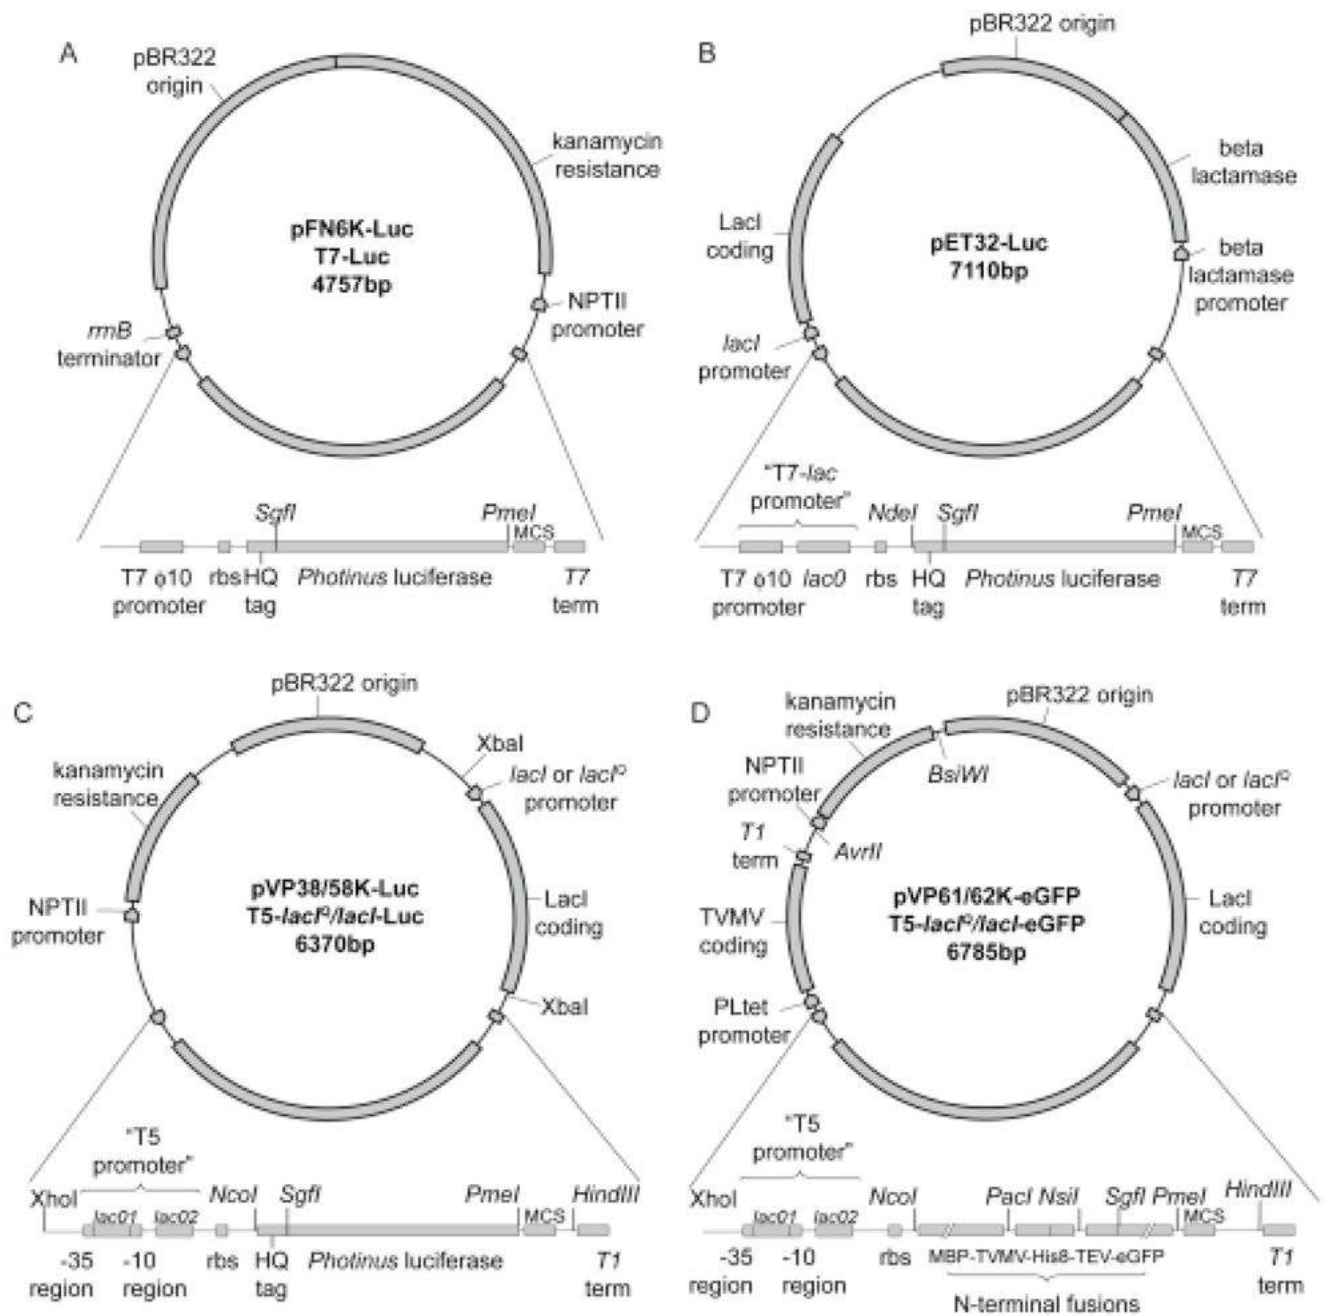 A
pBR322
origin
kanamycin
resistance
pFN6K-Luc
T7-Luc
4757bp
NPTII
promoter
rrnB
terminator
SgfI
PmeI
MCS
T7 ϕ10
promoter
rbs
HQ
tag
Photinus luciferase
T7
term
B
pBR322 origin
beta
lactamase
LacI
coding
pET32-Luc
7110bp
beta
lactamase
promoter
lacI
promoter
"T7-lac
promoter"
NdeI
SgfI
PmeI
MCS
T7 ϕ10
promoter
lac0
rbs
HQ
tag
Photinus luciferase
T7
term
C
pBR322 origin
XbaI
kanamycin
resistance
lacI or lacI^Q
promoter
pVP38/58K-Luc
T5-lacI^Q/lacI-Luc
6370bp
LacI
coding
NPTII
promoter
XbaI
"T5
promoter"
XhoI
NcoI
SgfI
PmeI
HindIII
lac01
lac02
MCS
-35
region
-10
region
rbs
HQ
tag
Photinus luciferase
T1
term
D
kanamycin
resistance
pBR322 origin
NPTII
promoter
BsiWI
lacI or lacI^Q
promoter
T1
term
AvrII
pVP61/62K-eGFP
T5-lacI^Q/lacI-eGFP
6785bp
TVMV
coding
LacI
coding
PLtet
promoter
"T5
promoter"
XhoI
NcoI
PacI NsiI
SgfI PmeI
HindIII
lac01
lac02
MCS
-35
region
-10
region
rbs
MBP-TVMV-His8-TEV-eGFP
T1
term
N-terminal fusions